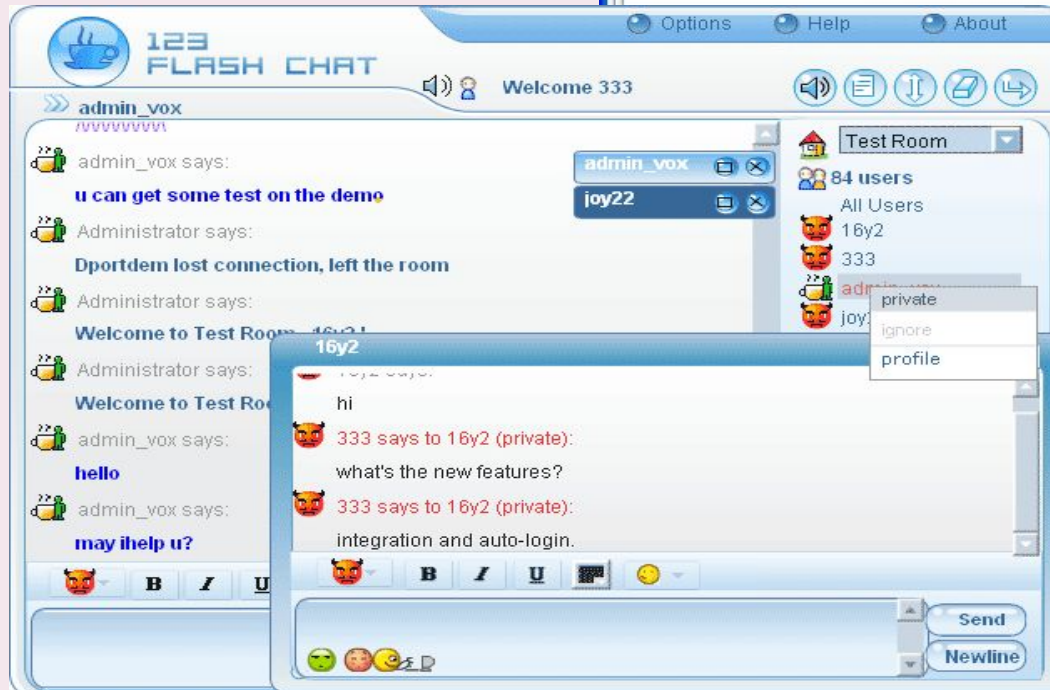 Options Help About
123
FLASH CHAT
Welcome 333
admin_vox
admin_vox says:
u can get some test on the demo
Administrator says:
Dportdem lost connection, left the room
Administrator says:
Welcome to Test Room, 16y2 !
Administrator says:
Welcome to Test
admin_vox says:
hello
admin_vox says:
may ihelp u?
B I U
admin_vox
joy22
Test Room
84 users
All Users
16y2
333
private
ignore
profile
16y2
16y2 says:
hi
333 says to 16y2 (private):
what's the new features?
333 says to 16y2 (private):
integration and auto-login.
B I U
Send
Newline